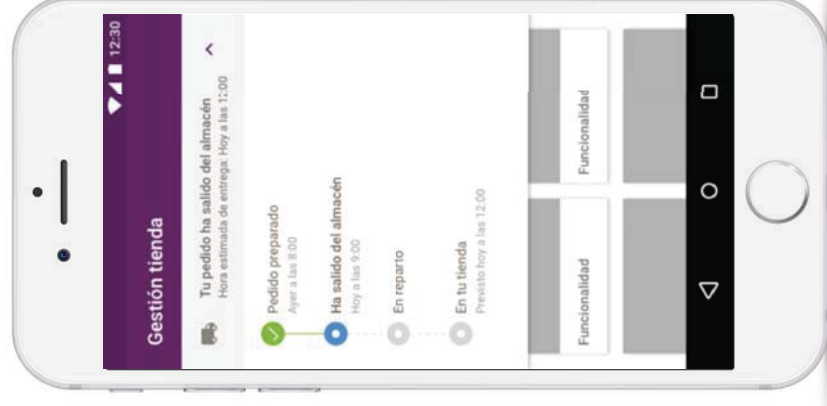 12:30
Gestión tienda
Tu pedido ha salido del almacén
Hora estimada de entrega: Hoy a las 12:00
Pedido preparado
Ayer a las 8:00
Ha salido del almacén
Hoy a las 9:00
En reparto
En tu tienda
Previsto hoy a las 12:00
Funcionalidad
Funcionalidad